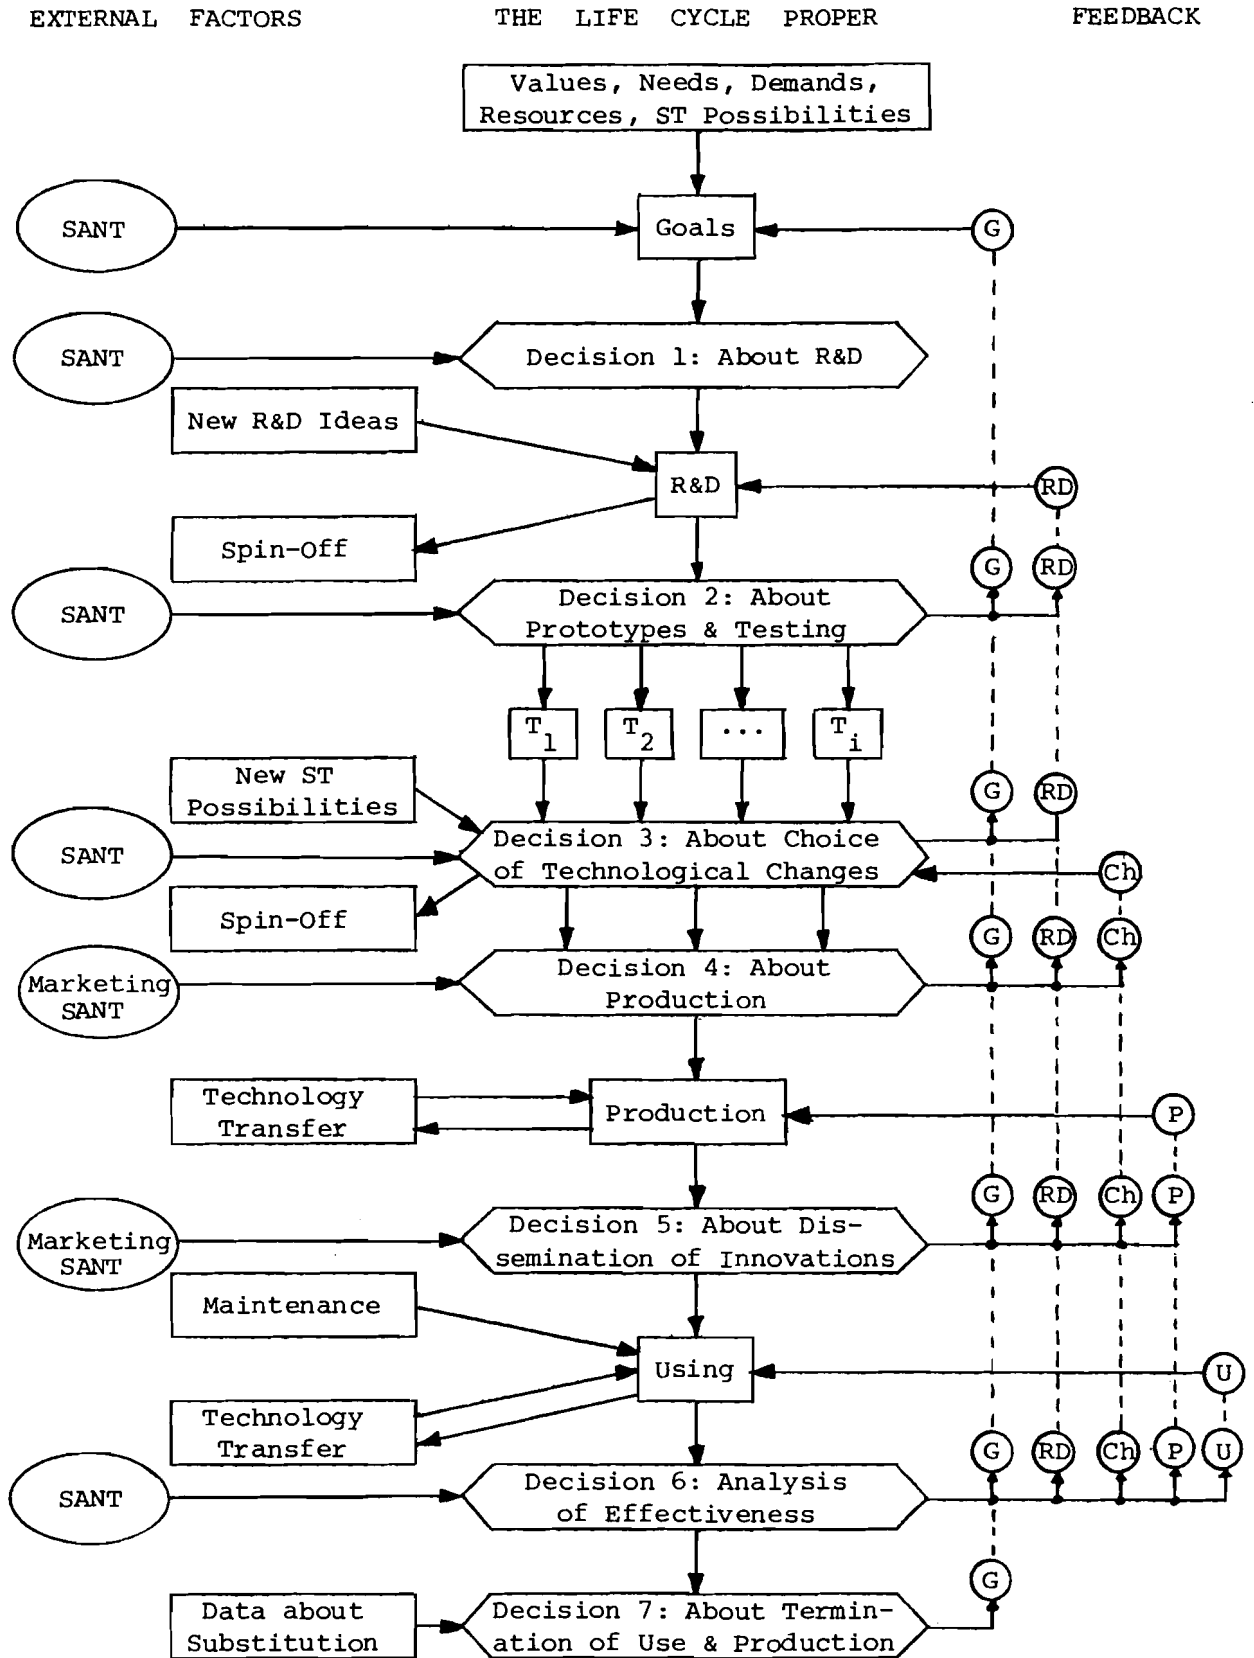 EXTERNAL FACTORS
THE LIFE CYCLE PROPER
FEEDBACK
Values, Needs, Demands,
Resources, ST Possibilities
SANT
Goals
G
SANT
Decision 1: About R&D
New R&D Ideas
R&D
RD
Spin-Off
G
RD
SANT
Decision 2: About
Prototypes & Testing
T1
T2
...
Ti
New ST
Possibilities
G
RD
SANT
Decision 3: About Choice
of Technological Changes
Ch
Spin-Off
G
RD
Ch
Marketing
SANT
Decision 4: About
Production
Technology
Transfer
Production
P
G
RD
Ch
P
Marketing
SANT
Decision 5: About Dis-
semination of Innovations
Maintenance
Using
U
Technology
Transfer
G
RD
Ch
P
U
SANT
Decision 6: Analysis
of Effectiveness
G
Data about
Substitution
Decision 7: About Termin-
ation of Use & Production